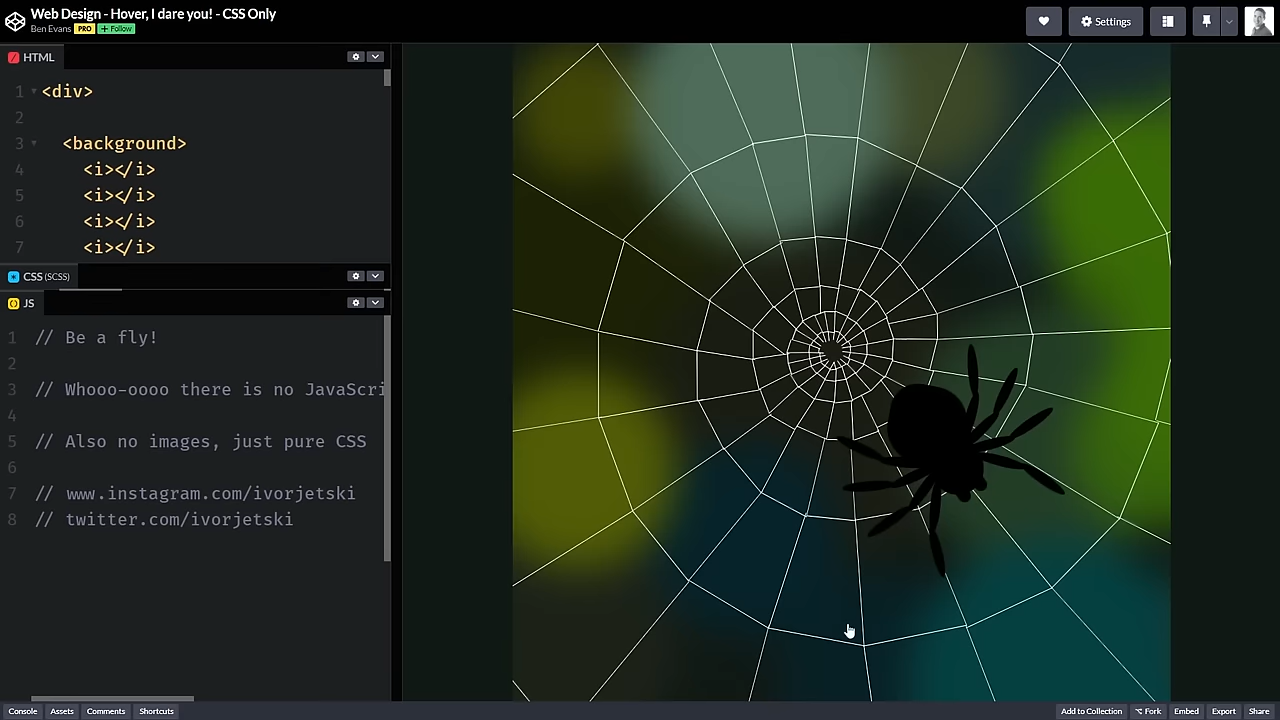 Web Design - Hover, I dare you! - CSS Only
Ben Evans PRO + Follow
Settings
HTML
1 <div>
2
3 <background>
4 <i></i>
5 <i></i>
6 <i></i>
7 <i></i>
CSS (SCSS)
JS
1 // Be a fly!
2
3 // Whooo-oooo there is no JavaScri
4
5 // Also no images, just pure CSS
6
7 // www.instagram.com/ivorjetski
8 // twitter.com/ivorjetski
Console Assets Comments Shortcuts Add to Collection Fork Embed Export Share